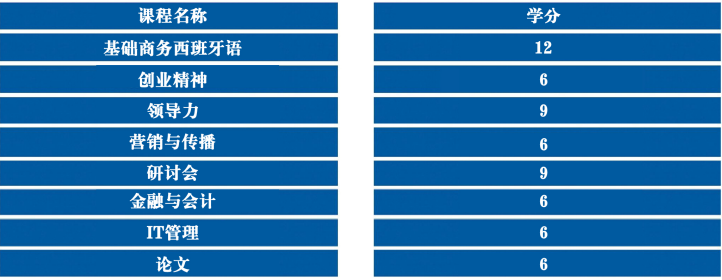 课程名称 学分
基础商务西班牙语 12
创业精神 6
领导力 9
营销与传播 6
研讨会 9
金融与会计 6
IT管理 6
论文 6